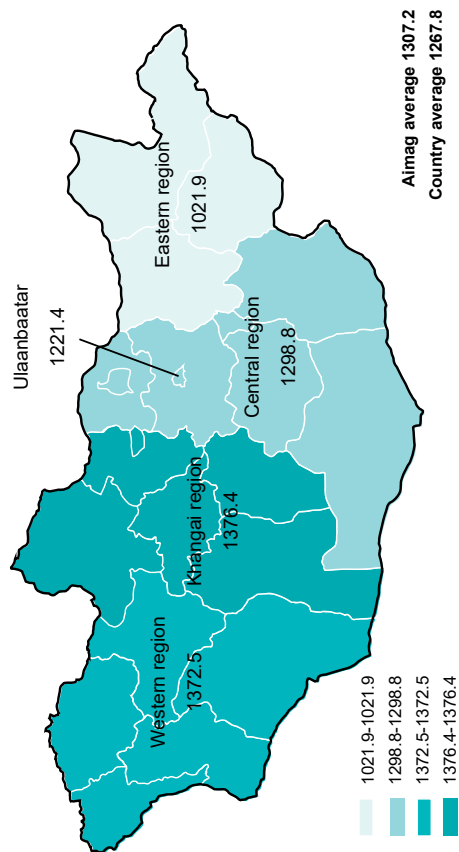 Ulaanbaatar
1221.4
Eastern region
1021.9
Central region
1298.8
Khangai region
1376.4
Western region
1372.5
1021.9-1021.9
1298.8-1298.8
1372.5-1372.5
1376.4-1376.4
Aimag average 1307.2
Country average 1267.8